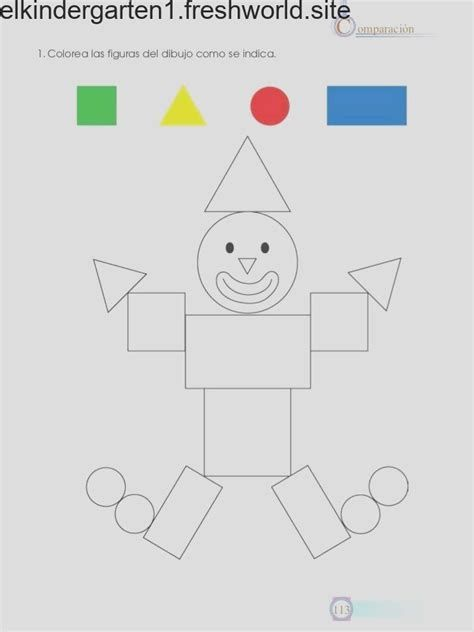 elkindergarten1.freshworld.site
Comparación
1. Colorea las figuras del dibujo como se indica.
113